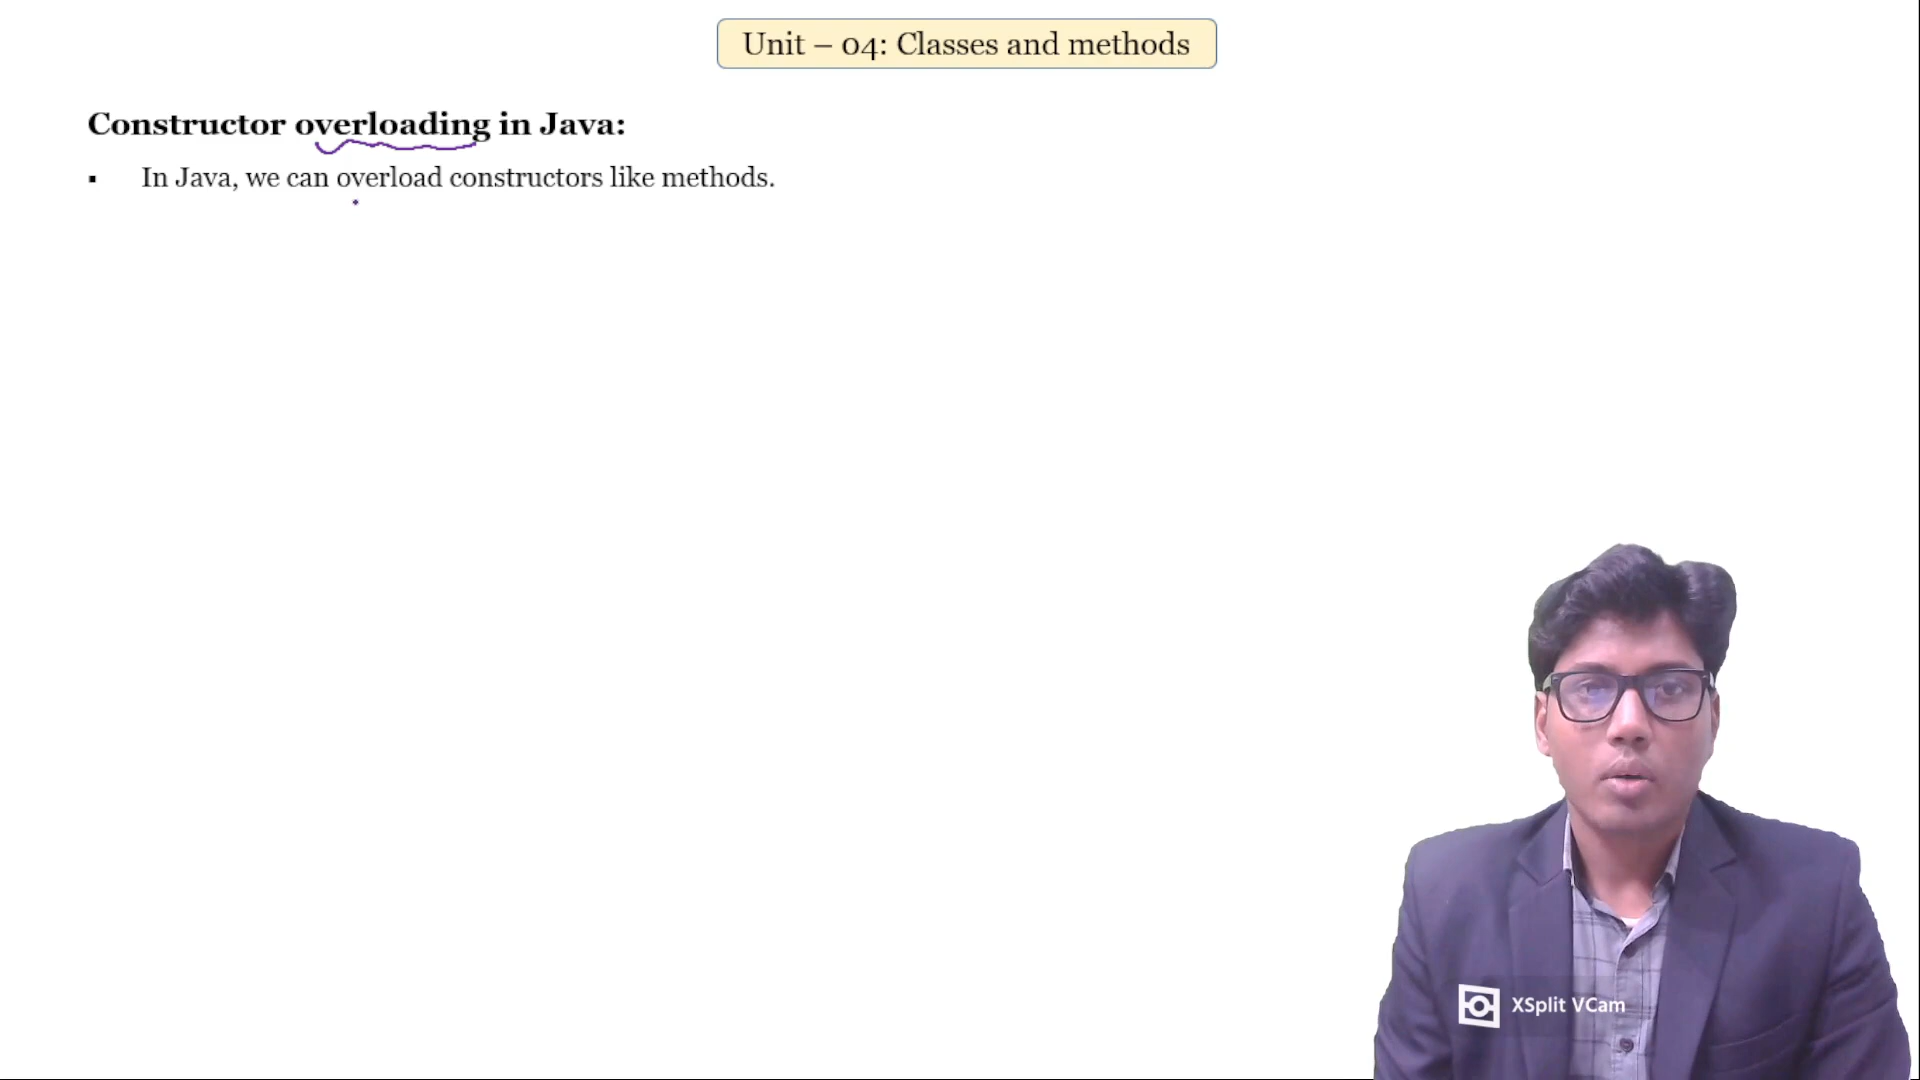 Unit – 04: Classes and methods
Constructor overloading in Java:
▪ In Java, we can overload constructors like methods.
XSplit VCam